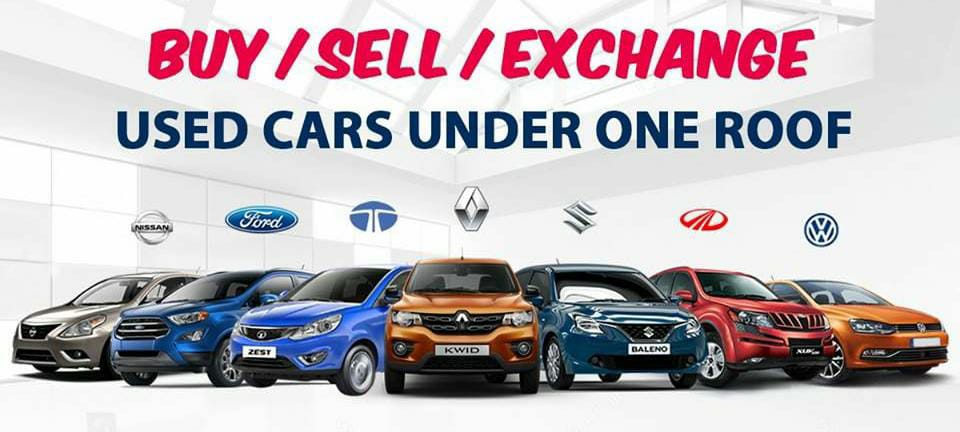 BUY / SELL / EXCHANGE
USED CARS UNDER ONE ROOF
NISSAN
Ford
ZEST
KWID
BALENO